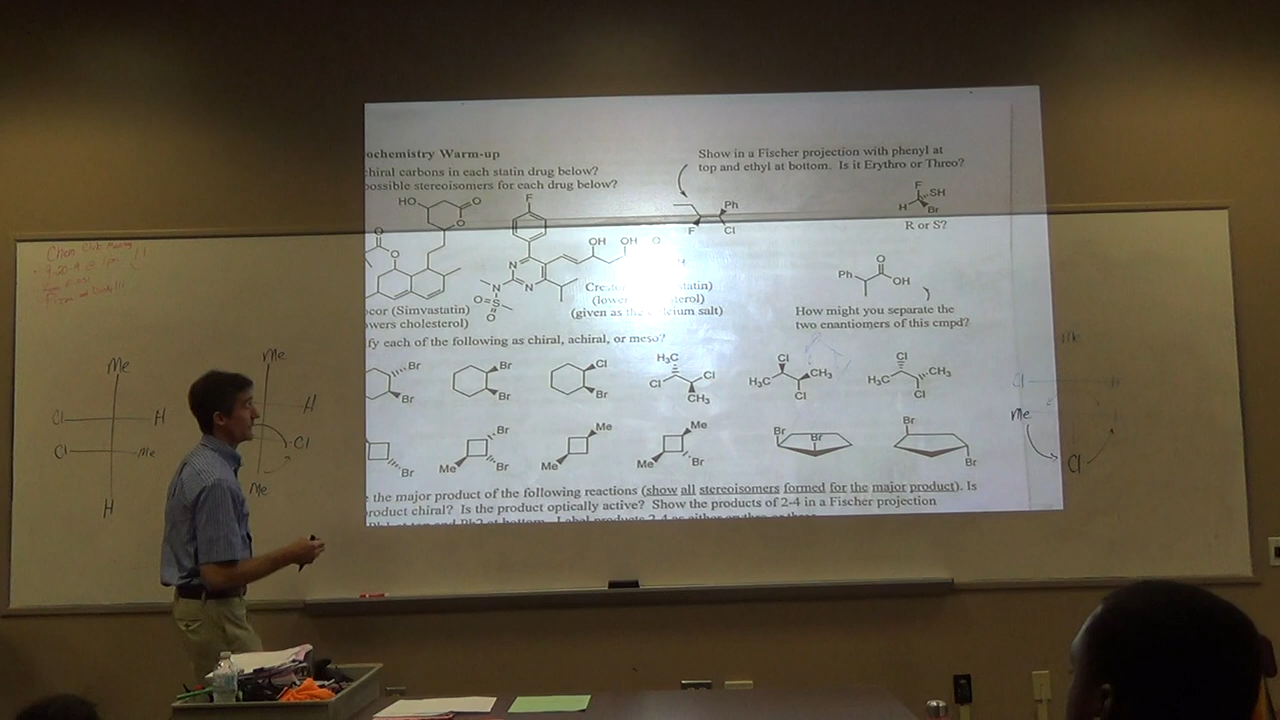 ochemistry Warm-up
chiral carbons in each statin drug below?
possible stereoisomers for each drug below?
Show in a Fischer projection with phenyl at
top and ethyl at bottom. Is it Erythro or Threo?
HO
O
O
F
N
N
N
O
S
O
OH
OH
O
O
O
Ph
F
Cl
F
SH
H
Br
R or S?
ocor (Simvastatin)
owers cholesterol)
(given as the
cium salt)
Ph
O
OH
How might you separate the
two enantiomers of this cmpd?
fy each of the following as chiral, achiral, or meso?
Br
Br
Br
Br
Cl
Br
H₃C
Cl
Cl
CH₃
Cl
H₃C
CH₃
Cl
Cl
H₃C
CH₃
Cl
Br
Br
Me
Br
Me
Me
Me
Me
Br
Br
Br
Br
Br
the major product of the following reactions (show all stereoisomers formed for the major product). Is
product chiral? Is the product optically active? Show the products of 2-4 in a Fischer projection
Chem Club Meeting
Me
Cl
H
Cl
Me
H
Me
H
Cl
Me
Me
Cl
Me
Cl